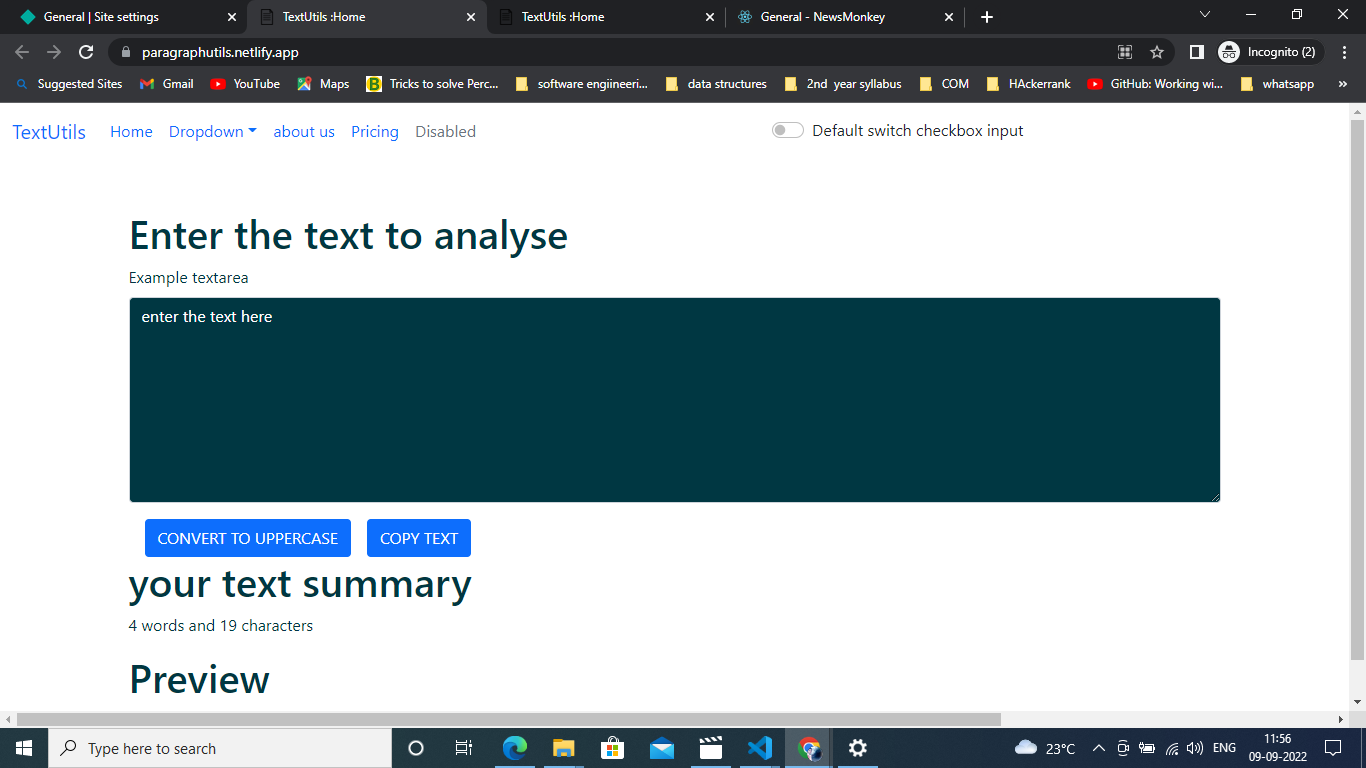 General | Site settings
TextUtils :Home
TextUtils :Home
General - NewsMonkey
paragraphutils.netlify.app
Incognito (2)
Suggested Sites
Gmail
YouTube
Maps
Tricks to solve Perc...
software engiineeri...
data structures
2nd year syllabus
COM
HAckerrank
GitHub: Working wi...
whatsapp
»
TextUtils
Home
Dropdown
about us
Pricing
Disabled
Default switch checkbox input
Enter the text to analyse
Example textarea
enter the text here
CONVERT TO UPPERCASE
COPY TEXT
your text summary
4 words and 19 characters
Preview
Type here to search
23°C
ENG
11:56
09-09-2022